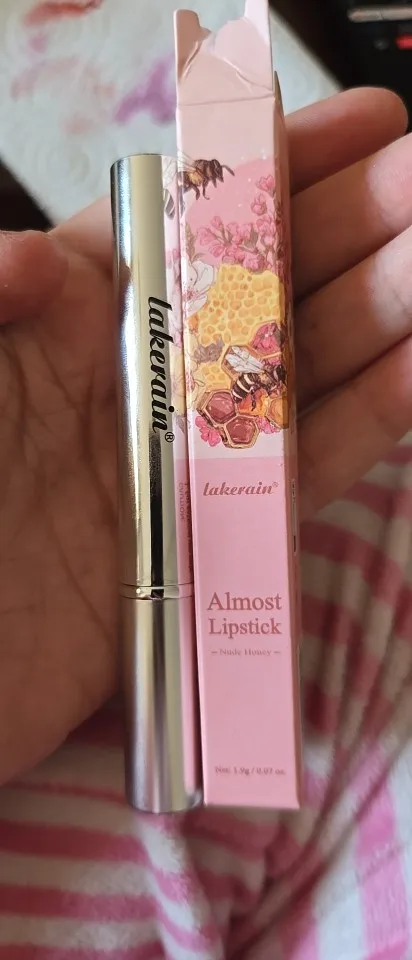 lakerain®
lakerain®
Almost
Lipstick
~ Nude Honey ~
Net. 1.9g / 0.07 oz.